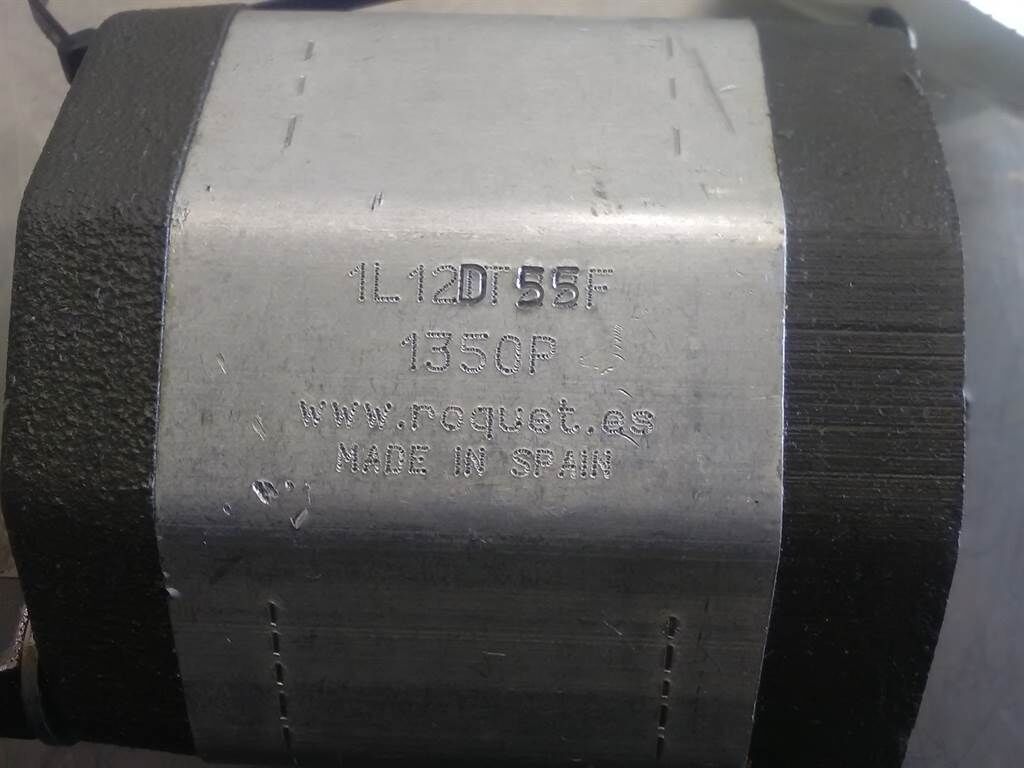 1L12DT55F
1350P
www.roquet.es
MADE IN SPAIN